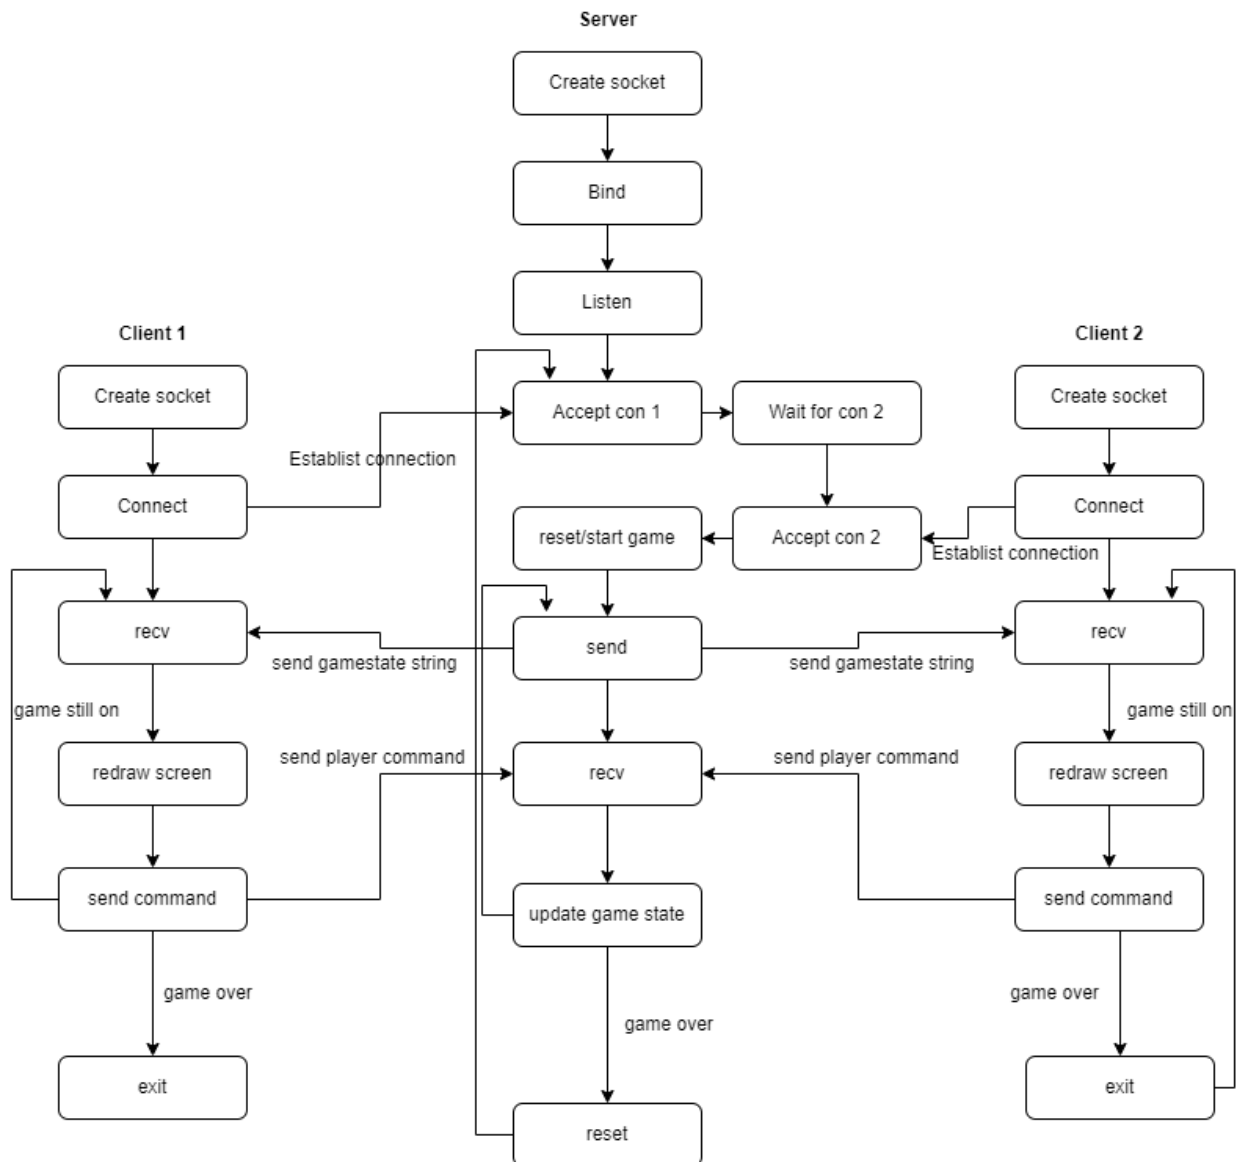 Server
Create socket
Bind
Listen
Client 1
Client 2
Create socket
Accept con 1
Wait for con 2
Create socket
Establist connection
Connect
reset/start game
Accept con 2
Connect
Establist connection
recv
send
recv
send gamestate string
send gamestate string
game still on
game still on
send player command
send player command
redraw screen
recv
redraw screen
send command
update game state
send command
game over
game over
game over
exit
exit
reset